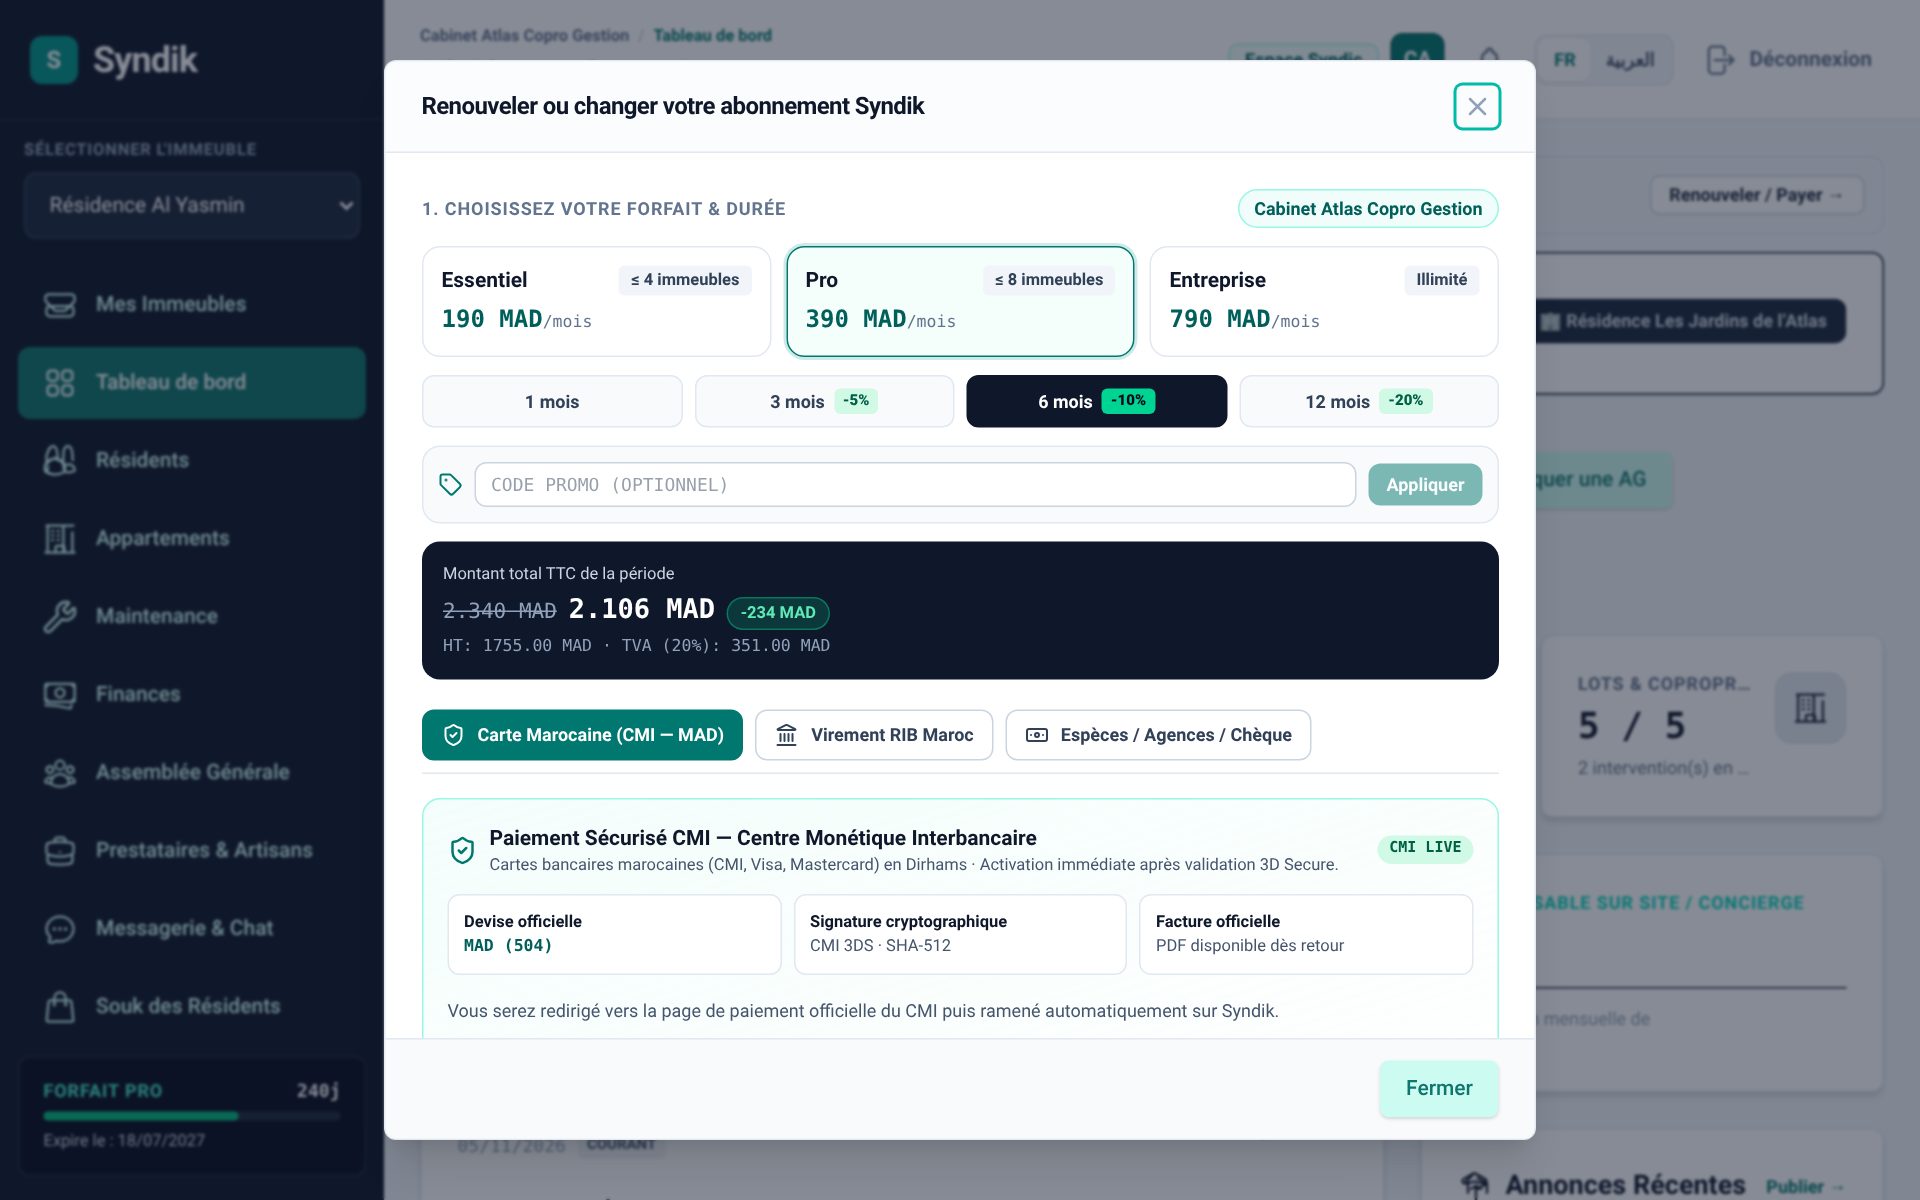 S Syndik
SÉLECTIONNER L'IMMEUBLE
Résidence Al Yasmin
Mes Immeubles
Tableau de bord
Résidents
Appartements
Maintenance
Finances
Assemblée Générale
Prestataires & Artisans
Messagerie & Chat
Souk des Résidents
FORFAIT PRO 240j
Expire le : 18/07/2027
Cabinet Atlas Copro Gestion / Tableau de bord
Espace Syndic
CA
FR العربية
Déconnexion
Renouveler / Payer →
Résidence Les Jardins de l'Atlas
quer une AG
LOTS & COPROPR...
5 / 5
2 intervention(s) en ...
SABLE SUR SITE / CONCIERGE
mensuelle de
05/11/2026 COURANT
Annonces Récentes Publier →
Renouveler ou changer votre abonnement Syndik
1. CHOISISSEZ VOTRE FORFAIT & DURÉE
Cabinet Atlas Copro Gestion
Essentiel ≤ 4 immeubles
190 MAD/mois
Pro ≤ 8 immeubles
390 MAD/mois
Entreprise Illimité
790 MAD/mois
1 mois
3 mois -5%
6 mois -10%
12 mois -20%
CODE PROMO (OPTIONNEL)
Appliquer
Montant total TTC de la période
2.340 MAD 2.106 MAD -234 MAD
HT: 1755.00 MAD · TVA (20%): 351.00 MAD
Carte Marocaine (CMI — MAD)
Virement RIB Maroc
Espèces / Agences / Chèque
Paiement Sécurisé CMI — Centre Monétique Interbancaire
Cartes bancaires marocaines (CMI, Visa, Mastercard) en Dirhams · Activation immédiate après validation 3D Secure.
CMI LIVE
Devise officielle
MAD (504)
Signature cryptographique
CMI 3DS · SHA-512
Facture officielle
PDF disponible dès retour
Vous serez redirigé vers la page de paiement officielle du CMI puis ramené automatiquement sur Syndik.
Fermer